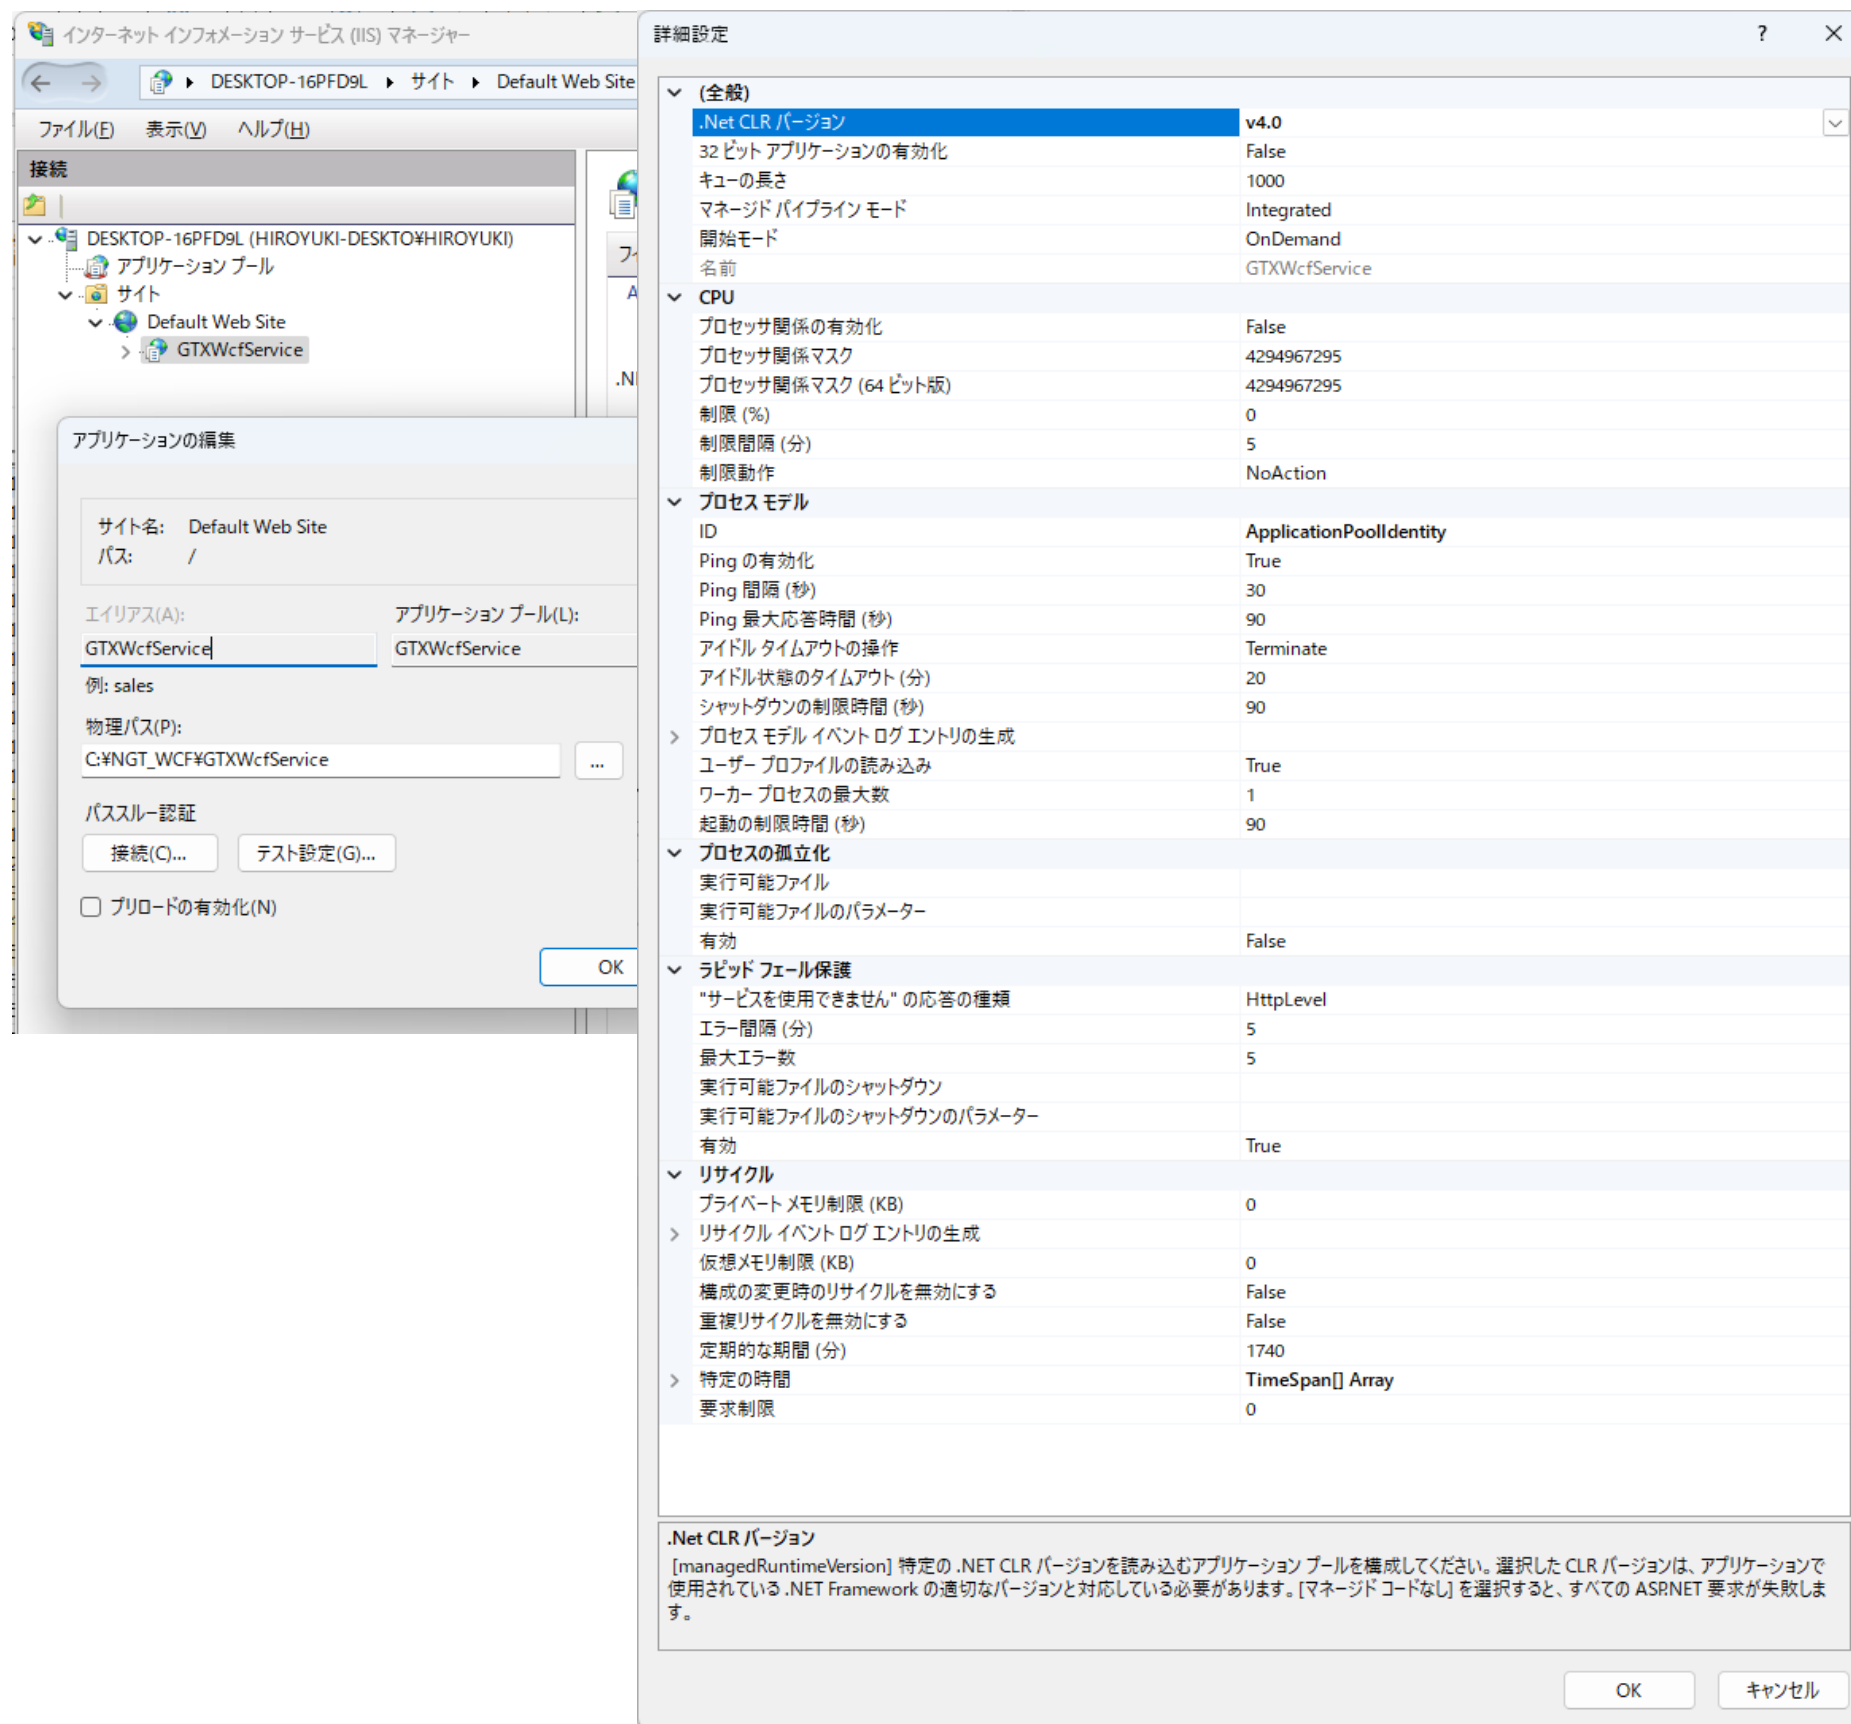 インターネット インフォメーション サービス (IIS) マネージャー
DESKTOP-16PFD9L サイト Default Web Site
ファイル(F) 表示(V) ヘルプ(H)
接続
DESKTOP-16PFD9L (HIROYUKI-DESKTO¥HIROYUKI)
アプリケーション プール
サイト
Default Web Site
GTXWcfService
アプリケーションの編集
サイト名: Default Web Site
パス: /
エイリアス(A): アプリケーション プール(L):
GTXWcfService GTXWcfService
例: sales
物理パス(P):
C:¥NGT_WCF¥GTXWcfService
...
パススルー認証
接続(C)... テスト設定(G)...
プリロードの有効化(N)
OK
詳細設定
(全般)
.Net CLR バージョン v4.0
32 ビット アプリケーションの有効化 False
キューの長さ 1000
マネージド パイプライン モード Integrated
開始モード OnDemand
名前 GTXWcfService
CPU
プロセッサ関係の有効化 False
プロセッサ関係マスク 4294967295
プロセッサ関係マスク (64 ビット版) 4294967295
制限 (%) 0
制限間隔 (分) 5
制限動作 NoAction
プロセス モデル
ID ApplicationPoolIdentity
Ping の有効化 True
Ping 間隔 (秒) 30
Ping 最大応答時間 (秒) 90
アイドル タイムアウトの操作 Terminate
アイドル状態のタイムアウト (分) 20
シャットダウンの制限時間 (秒) 90
プロセス モデル イベント ログ エントリの生成
ユーザー プロファイルの読み込み True
ワーカー プロセスの最大数 1
起動の制限時間 (秒) 90
プロセスの孤立化
実行可能ファイル
実行可能ファイルのパラメーター
有効 False
ラピッド フェール保護
"サービスを使用できません" の応答の種類 HttpLevel
エラー間隔 (分) 5
最大エラー数 5
実行可能ファイルのシャットダウン
実行可能ファイルのシャットダウンのパラメーター
有効 True
リサイクル
プライベート メモリ制限 (KB) 0
リサイクル イベント ログ エントリの生成
仮想メモリ制限 (KB) 0
構成の変更時のリサイクルを無効にする False
重複リサイクルを無効にする False
定期的な期間 (分) 1740
特定の時間 TimeSpan[] Array
要求制限 0
.Net CLR バージョン
[managedRuntimeVersion] 特定の .NET CLR バージョンを読み込むアプリケーション プールを構成してください。選択した CLR バージョンは、アプリケーションで
使用されている .NET Framework の適切なバージョンと対応している必要があります。[マネージド コードなし] を選択すると、すべての ASP.NET 要求が失敗しま
す。
OK キャンセル